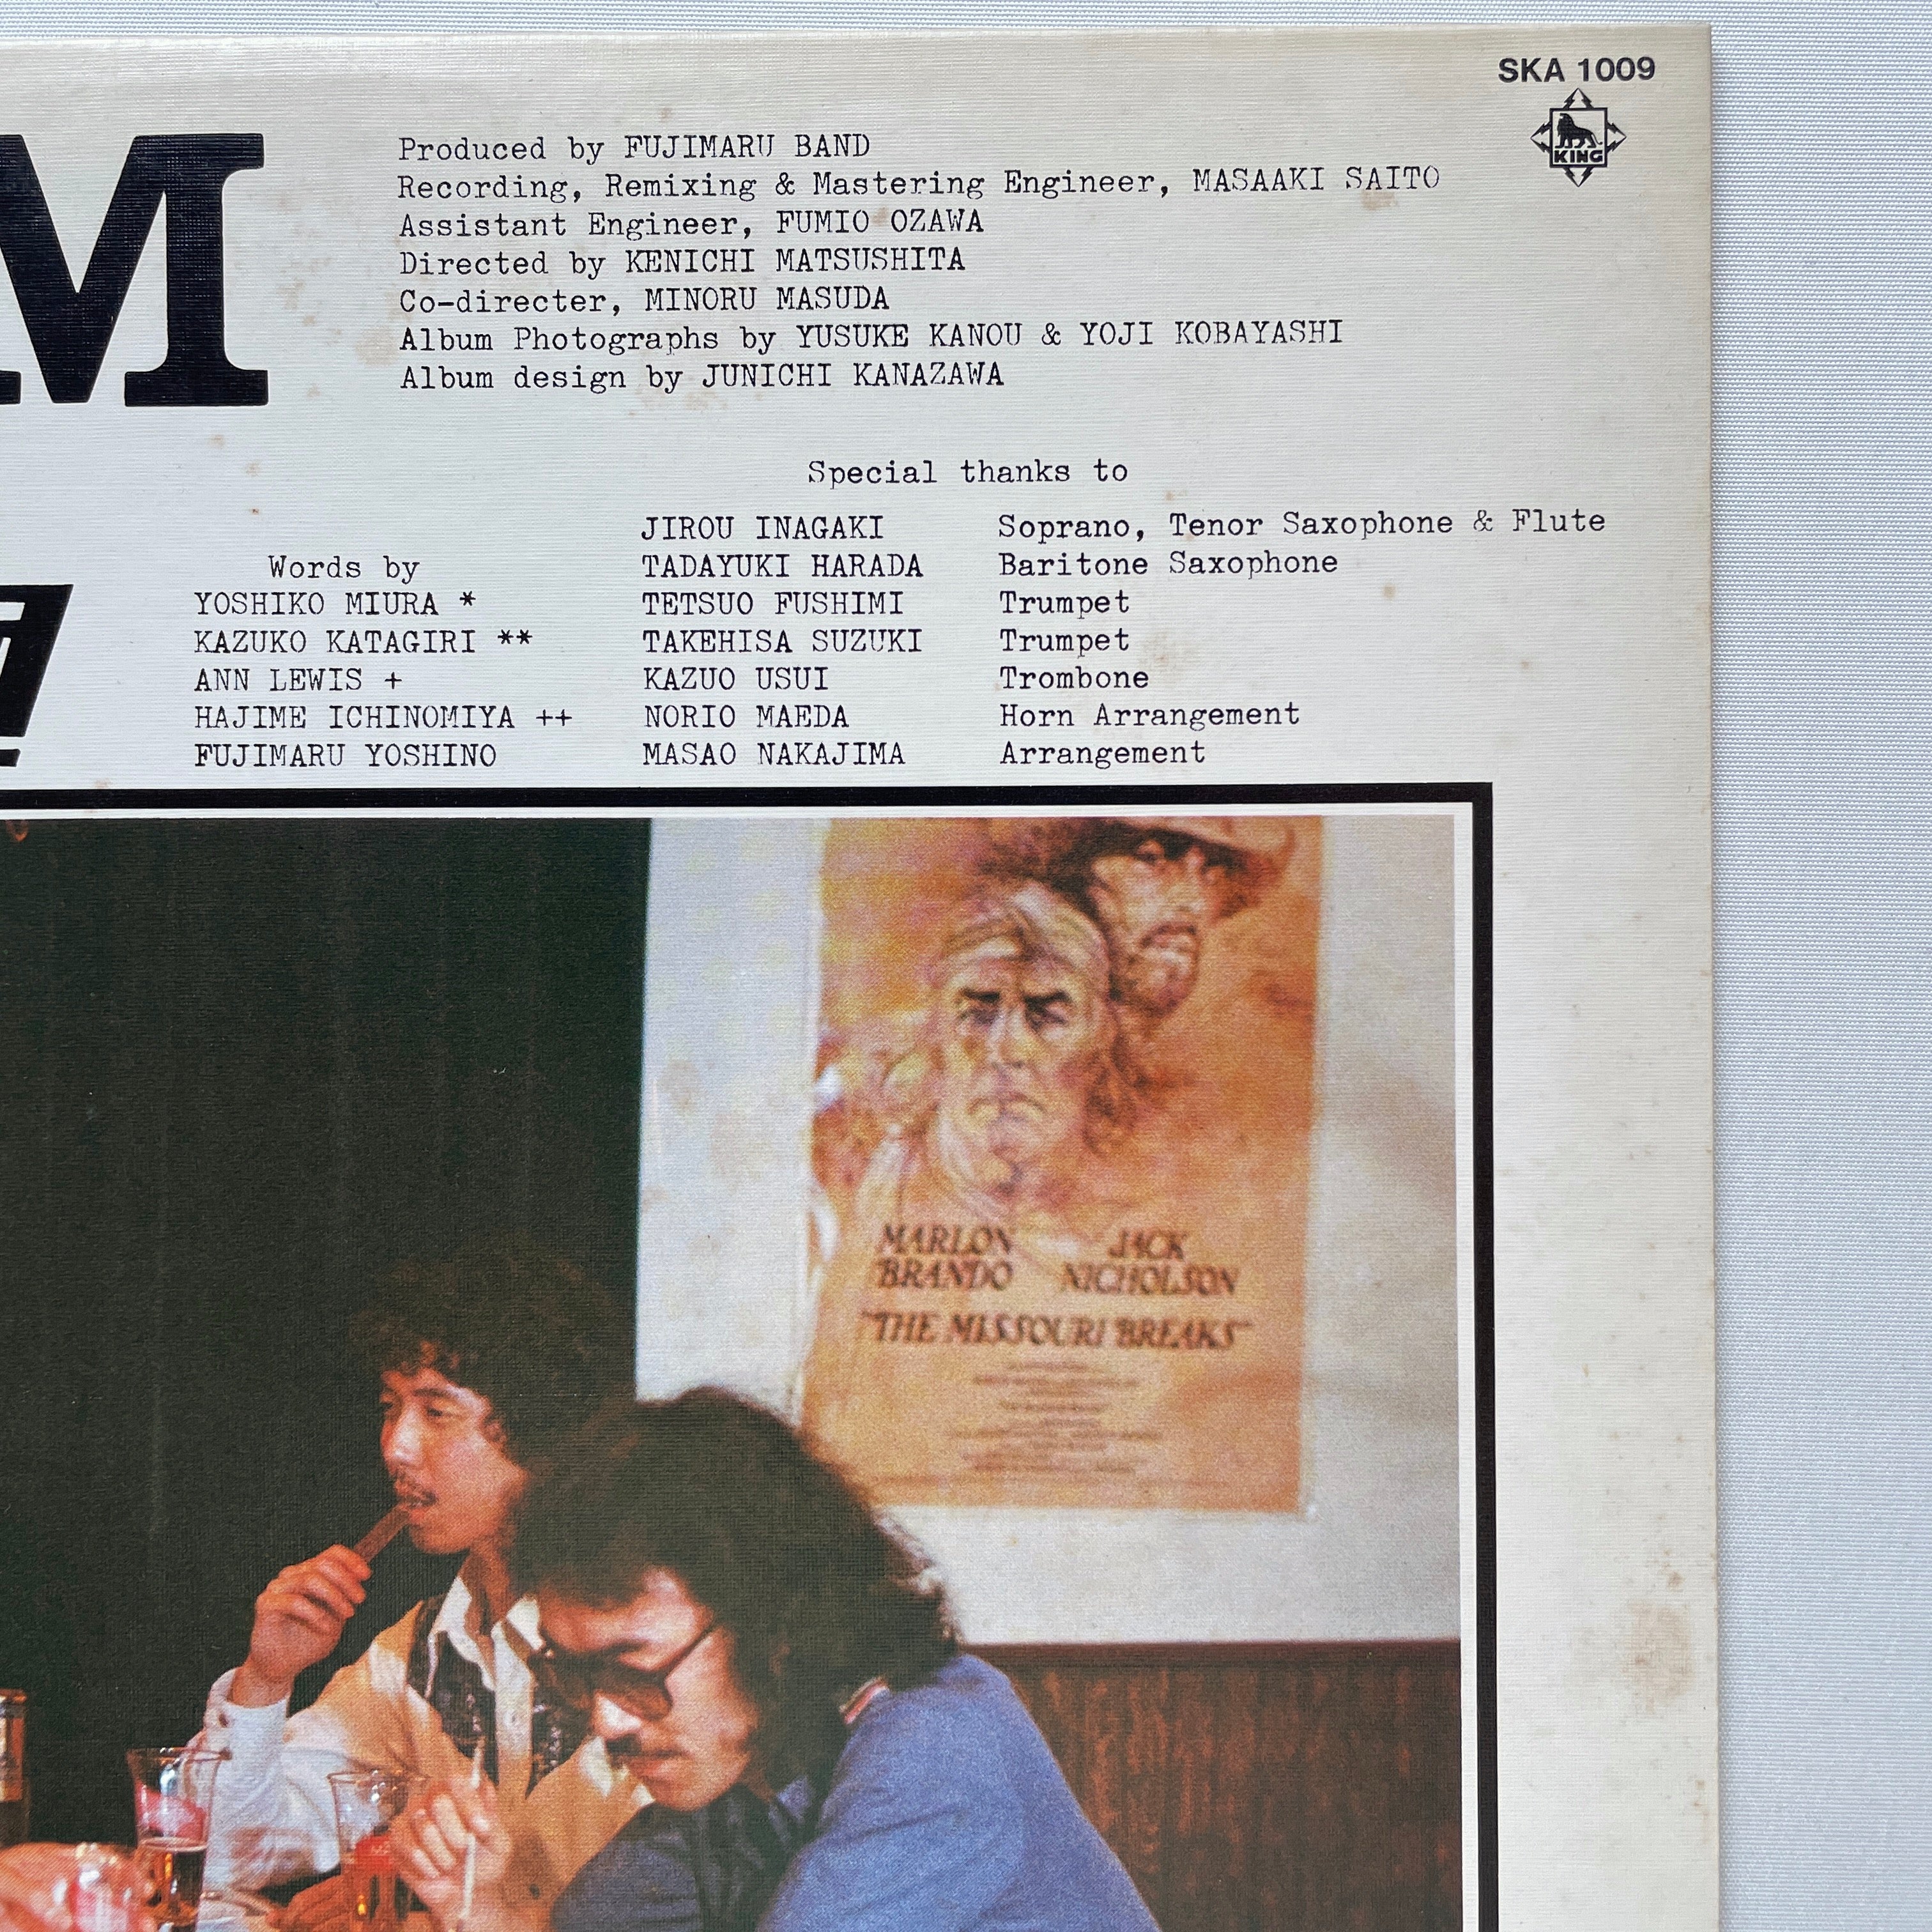 SKA 1009
KING
M
Produced by FUJIMARU BAND
Recording, Remixing & Mastering Engineer, MASAAKI SAITO
Assistant Engineer, FUMIO OZAWA
Directed by KENICHI MATSUSHITA
Co-directer, MINORU MASUDA
Album Photographs by YUSUKE KANOU & YOJI KOBAYASHI
Album design by JUNICHI KANAZAWA
Words by
YOSHIKO MIURA *
KAZUKO KATAGIRI **
ANN LEWIS +
HAJIME ICHINOMIYA ++
FUJIMARU YOSHINO
Special thanks to
JIROU INAGAKI Soprano, Tenor Saxophone & Flute
TADAYUKI HARADA Baritone Saxophone
TETSUO FUSHIMI Trumpet
TAKEHISA SUZUKI Trumpet
KAZUO USUI Trombone
NORIO MAEDA Horn Arrangement
MASAO NAKAJIMA Arrangement
MARLON BRANDO
JACK NICHOLSON
"THE MISSOURI BREAKS"